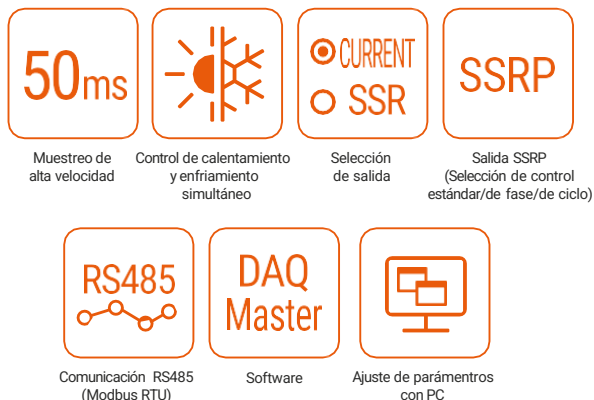 50ms
CURRENT
SSR
SSRP
Muestreo de
alta velocidad
Control de calentamiento
y enfriamiento
simultáneo
Selección
de salida
Salida SSRP
(Selección de control
estándar/de fase/de ciclo)
RS485
DAQ
Master
Comunicación RS485
(Modbus RTU)
Software
Ajuste de parámentros
con PC